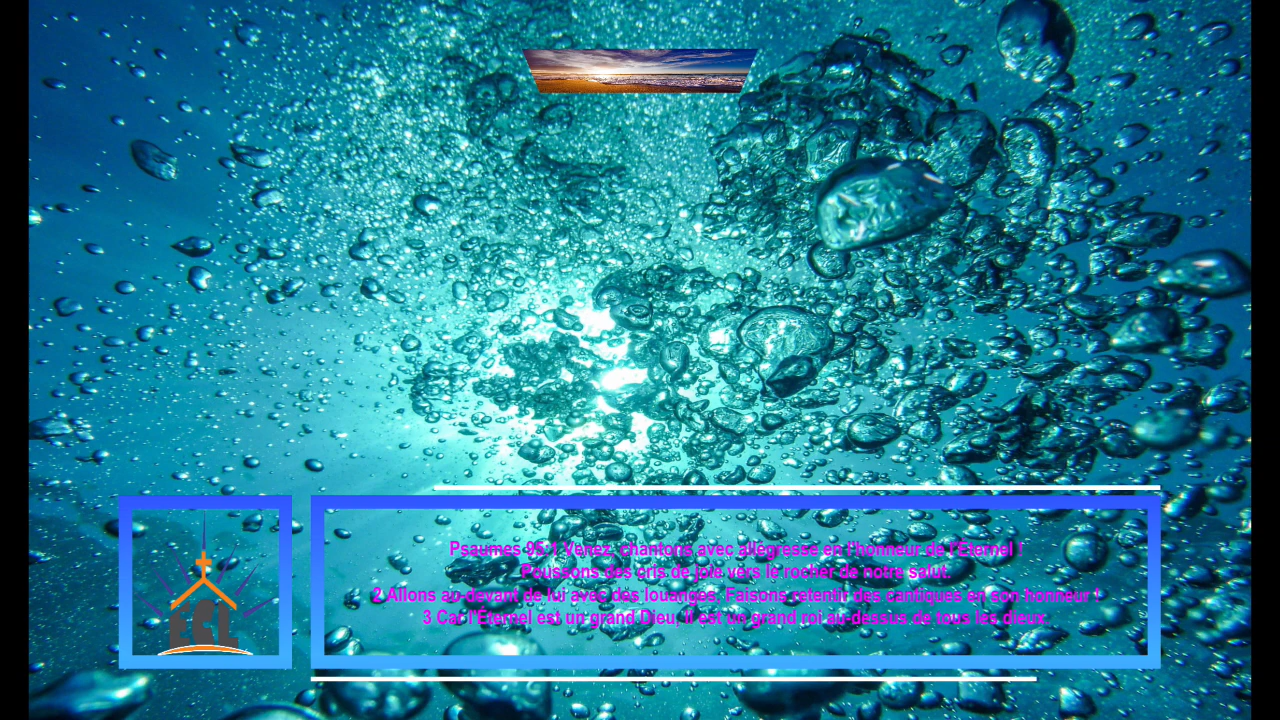 Psaumes 95:1 Venez, chantons avec allégresse en l'honneur de l'Éternel !
Poussons des cris de joie vers le rocher de notre salut.
2 Allons au-devant de lui avec des louanges, Faisons retentir des cantiques en son honneur !
3 Car l'Éternel est un grand Dieu, Il est un grand roi au-dessus de tous les dieux.
ECL